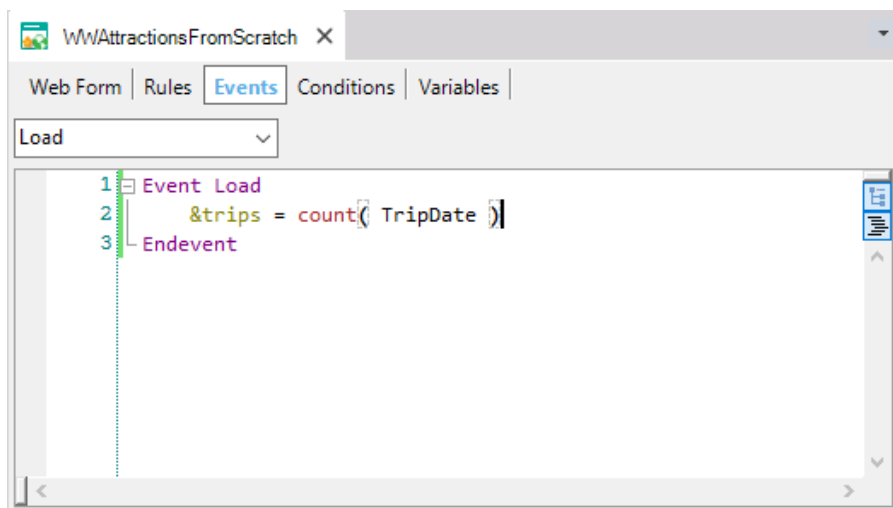 WWAttractionsFromScratch
Web Form Rules Events Conditions Variables
Load
1 Event Load
2 &trips = count( TripDate )
3 Endevent